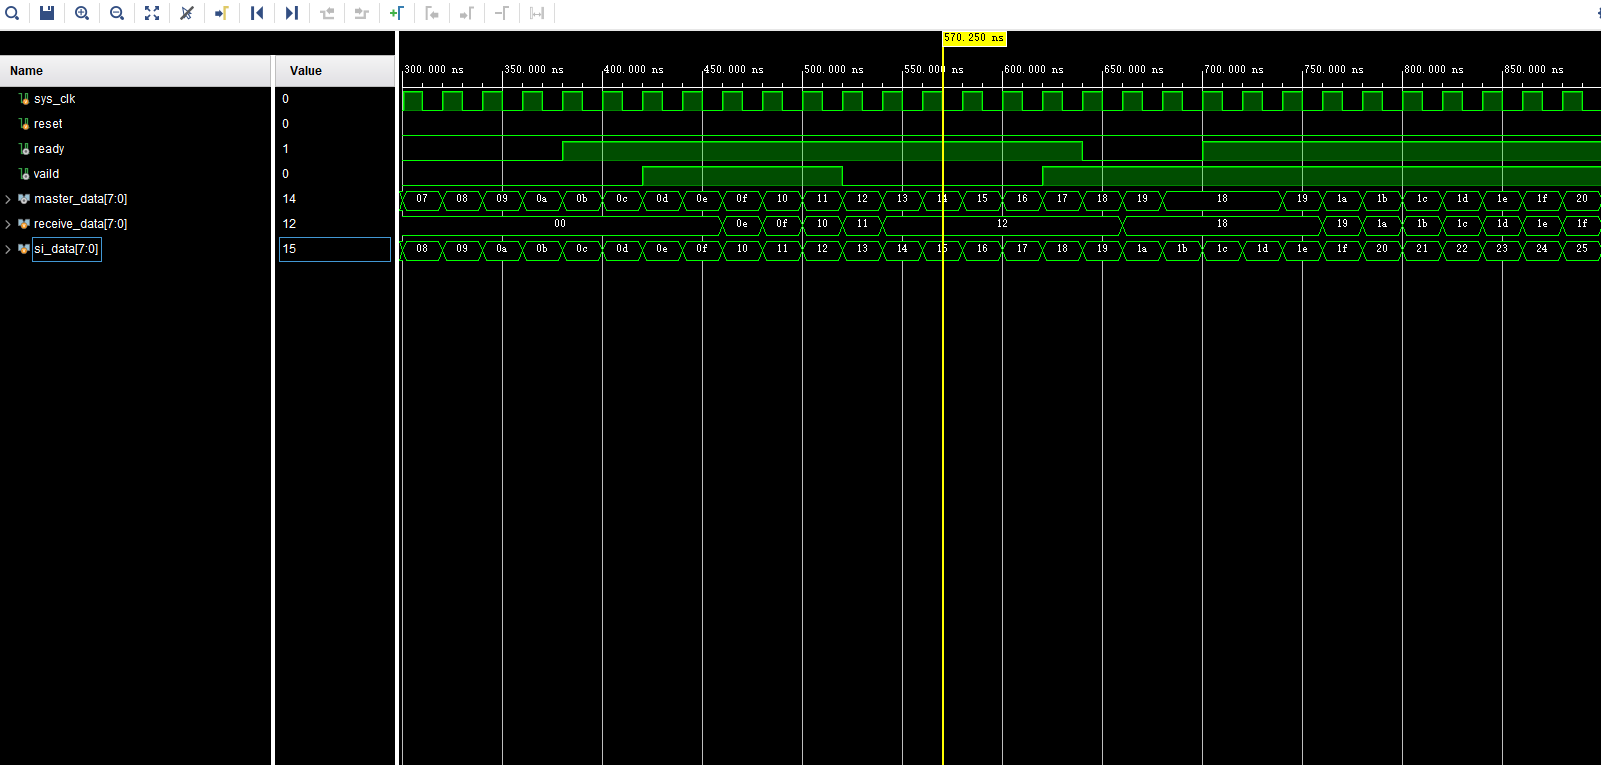 570.250 ns
Name Value
300.000 ns 350.000 ns 400.000 ns 450.000 ns 500.000 ns 550.000 ns 600.000 ns 650.000 ns 700.000 ns 750.000 ns 800.000 ns 850.000 ns
sys_clk 0
reset 0
ready 1
vaild 0
master_data[7:0] 14 07 08 09 0a 0b 0c 0d 0e 0f 10 11 12 13 14 15 16 17 18 19 18 19 1a 1b 1c 1d 1e 1f 20
receive_data[7:0] 12 00 0e 0f 10 11 12 18 19 1a 1b 1c 1d 1e 1f
si_data[7:0] 15 08 09 0a 0b 0c 0d 0e 0f 10 11 12 13 14 15 16 17 18 19 1a 1b 1c 1d 1e 1f 20 21 22 23 24 25